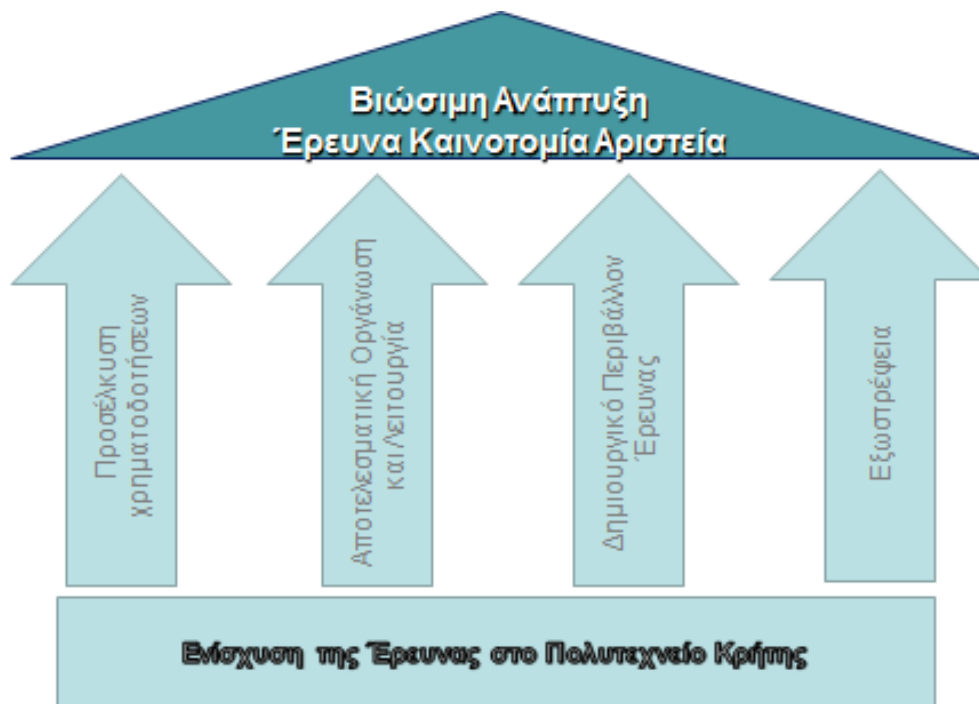 Βιώσιμη Ανάπτυξη
Έρευνα Καινοτομία Αριστεία
Προσέλκυση
χρηματοδοτήσεων
Αποτελεσματική Οργάνωση
και Λειτουργία
Δημιουργικό Περιβάλλον
Έρευνας
Εξωστρέφεια
Ενίσχυση της Έρευνας στο Πολυτεχνείο Κρήτης